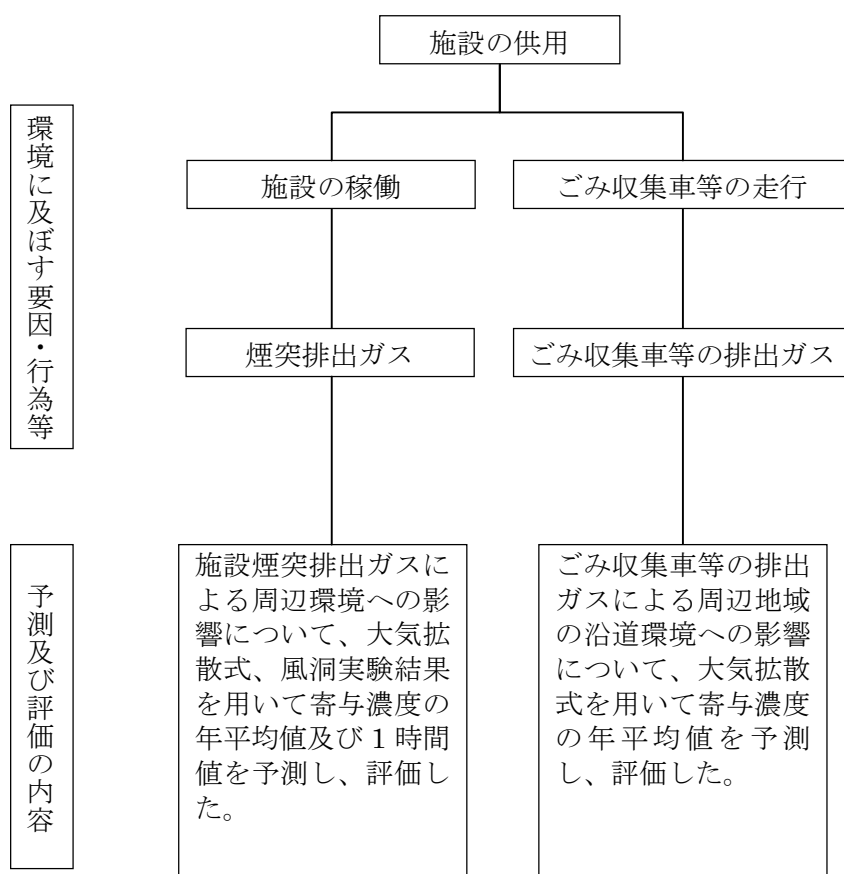 施設の供用
環境に及ぼす要因・行為等
施設の稼働
ごみ収集車等の走行
煙突排出ガス
ごみ収集車等の排出ガス
予測及び評価の内容
施設煙突排出ガスに
よる周辺環境への影
響について、大気拡
散式、風洞実験結果
を用いて寄与濃度の
年平均値及び1時間
値を予測し、評価し
た。
ごみ収集車等の排出
ガスによる周辺地域
の沿道環境への影響
について、大気拡散
式を用いて寄与濃度
の年平均値を予測
し、評価した。